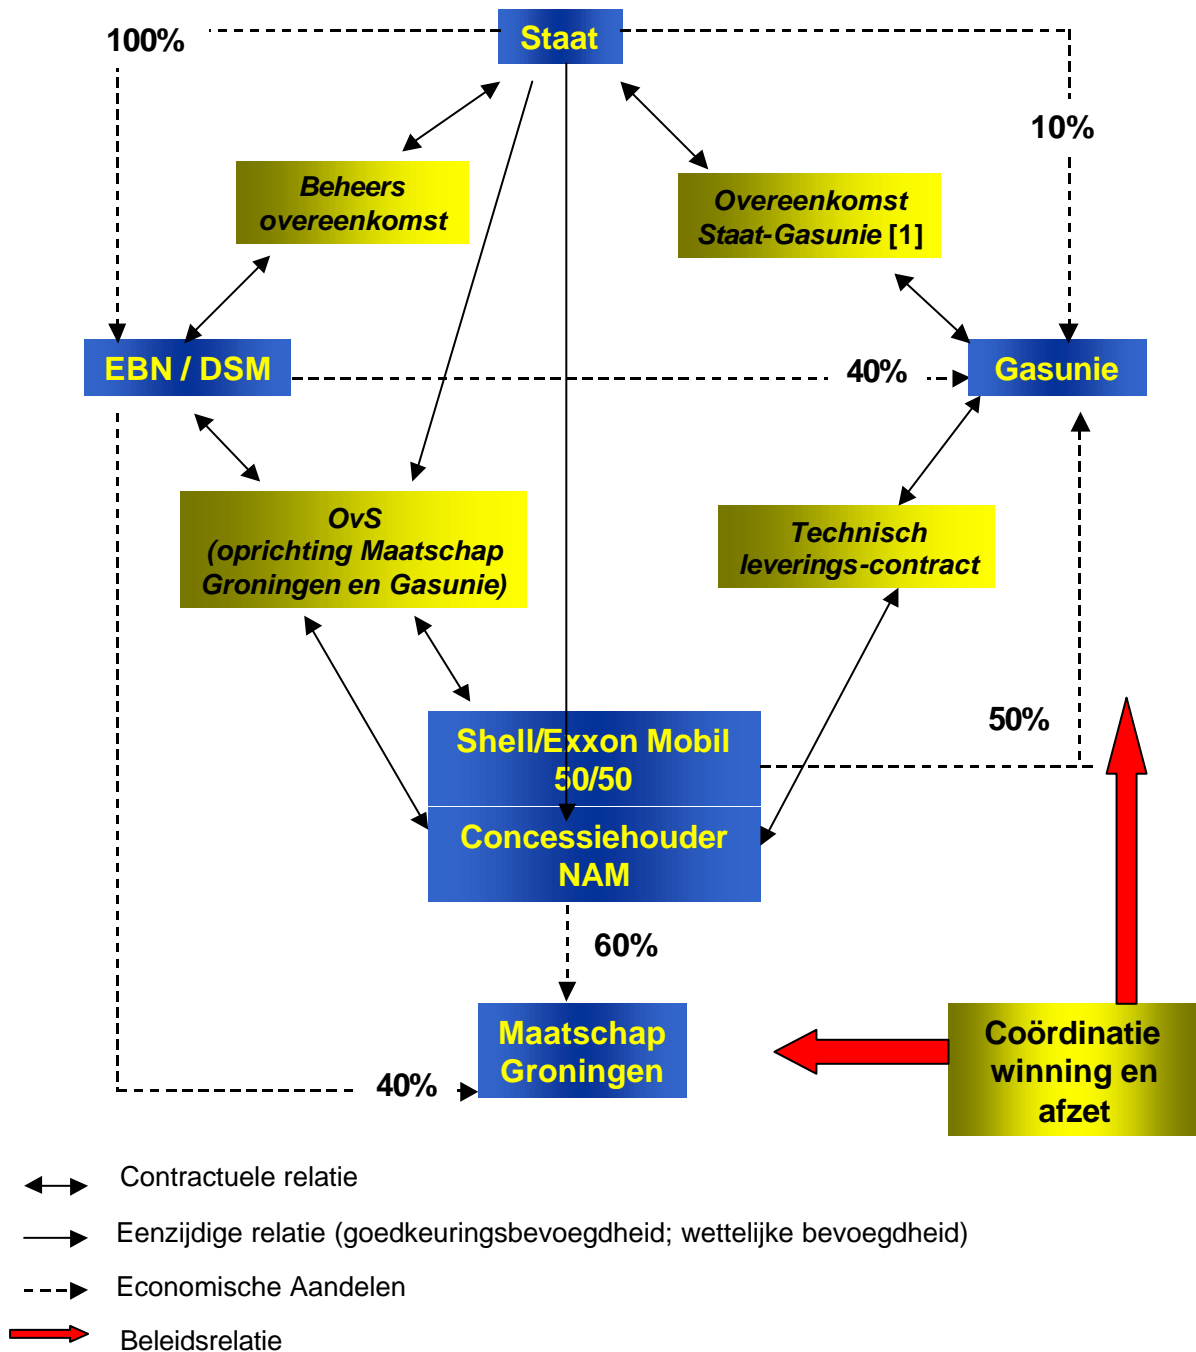 100%
Staat
10%
Beheers
overeenkomst
Overeenkomst
Staat-Gasunie [1]
EBN / DSM
40%
Gasunie
OvS
(oprichting Maatschap
Groningen en Gasunie)
Technisch
leverings-contract
Shell/Exxon Mobil
50/50
50%
Concessiehouder
NAM
60%
Maatschap
Groningen
40%
Coördinatie
winning en
afzet
Contractuele relatie
Eenzijdige relatie (goedkeuringsbevoegdheid; wettelijke bevoegdheid)
Economische Aandelen
Beleidsrelatie